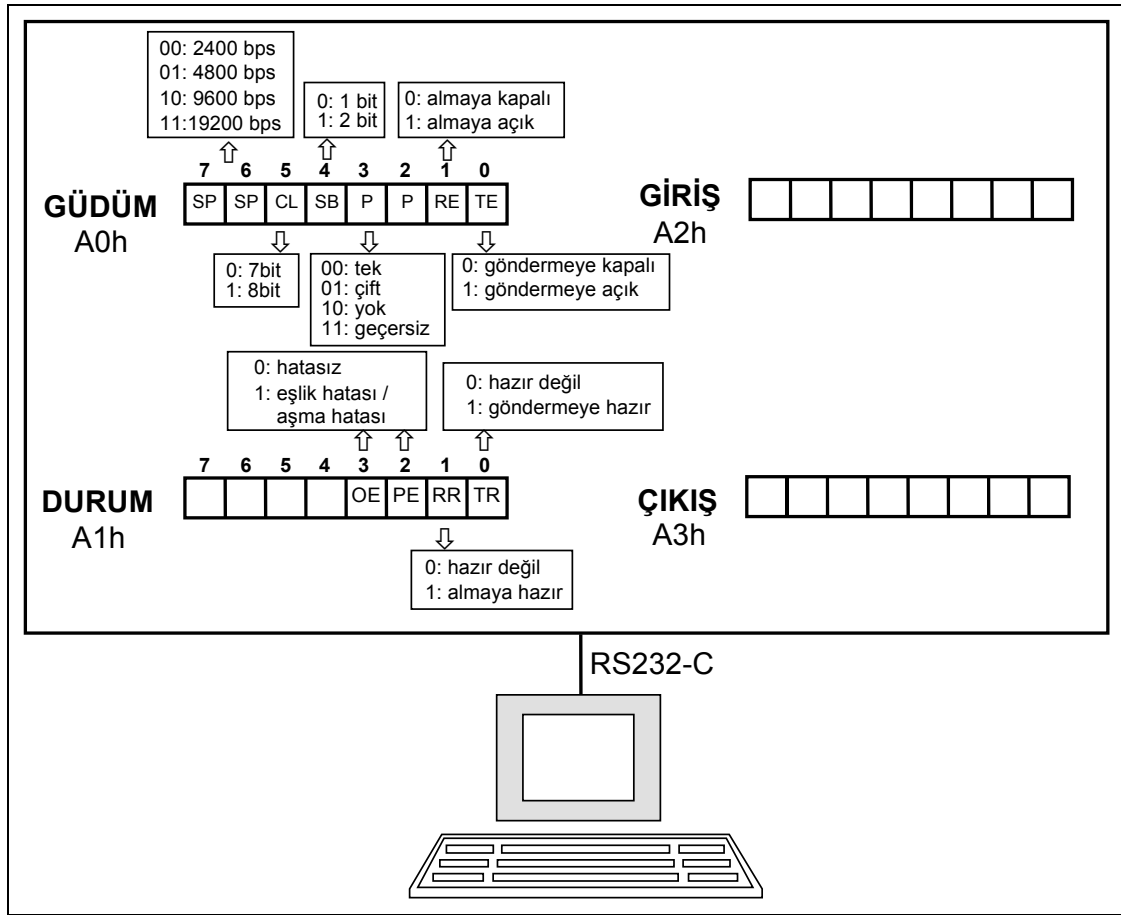 00: 2400 bps
01: 4800 bps
10: 9600 bps
11:19200 bps
0: 1 bit
1: 2 bit
0: almaya kapalı
1: almaya açık
7 6 5 4 3 2 1 0
GÜDÜM
A0h
SP SP CL SB P P RE TE
GİRİŞ
A2h
0: 7bit
1: 8bit
00: tek
01: çift
10: yok
11: geçersiz
0: göndermeye kapalı
1: göndermeye açık
0: hatasız
1: eşlik hatası /
aşma hatası
0: hazır değil
1: göndermeye hazır
7 6 5 4 3 2 1 0
DURUM
A1h
OE PE RR TR
ÇIKIŞ
A3h
0: hazır değil
1: almaya hazır
RS232-C